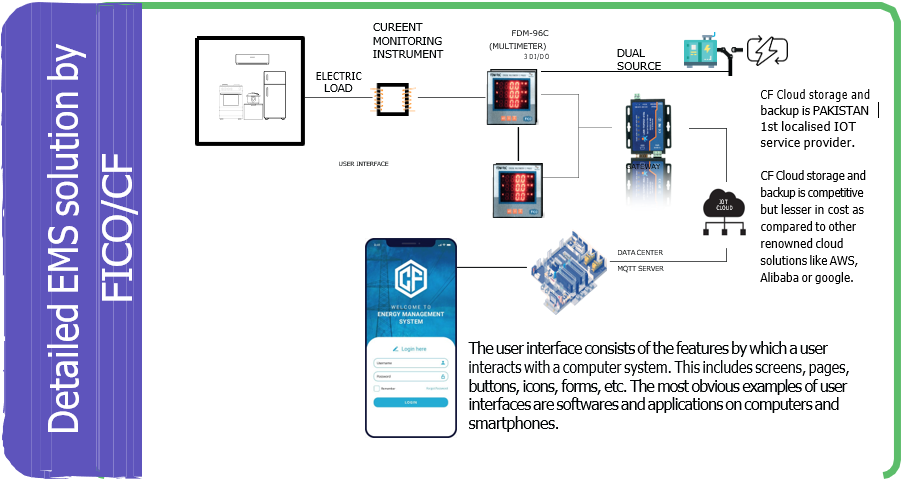 Detailed EMS solution by
FICO/CF
CUREENT
MONITORING
INSTRUMENT
FDM-96C
(MULTIMETER)
3 DI/DO
DUAL
SOURCE
ELECTRIC
LOAD
USER INTERFACE
CF Cloud storage and
backup is PAKISTAN
1st localised IOT
service provider.
CF Cloud storage and
backup is competitive
but lesser in cost as
compared to other
renowned cloud
solutions like AWS,
Alibaba or google.
GATEWAY
IOT
CLOUD
DATA CENTER
MQTT SERVER
CF
WELCOME TO
ENERGY MANAGEMENT
SYSTEM
Login here
Username
Password
Remember
LOGIN
The user interface consists of the features by which a user
interacts with a computer system. This includes screens, pages,
buttons, icons, forms, etc. The most obvious examples of user
interfaces are softwares and applications on computers and
smartphones.